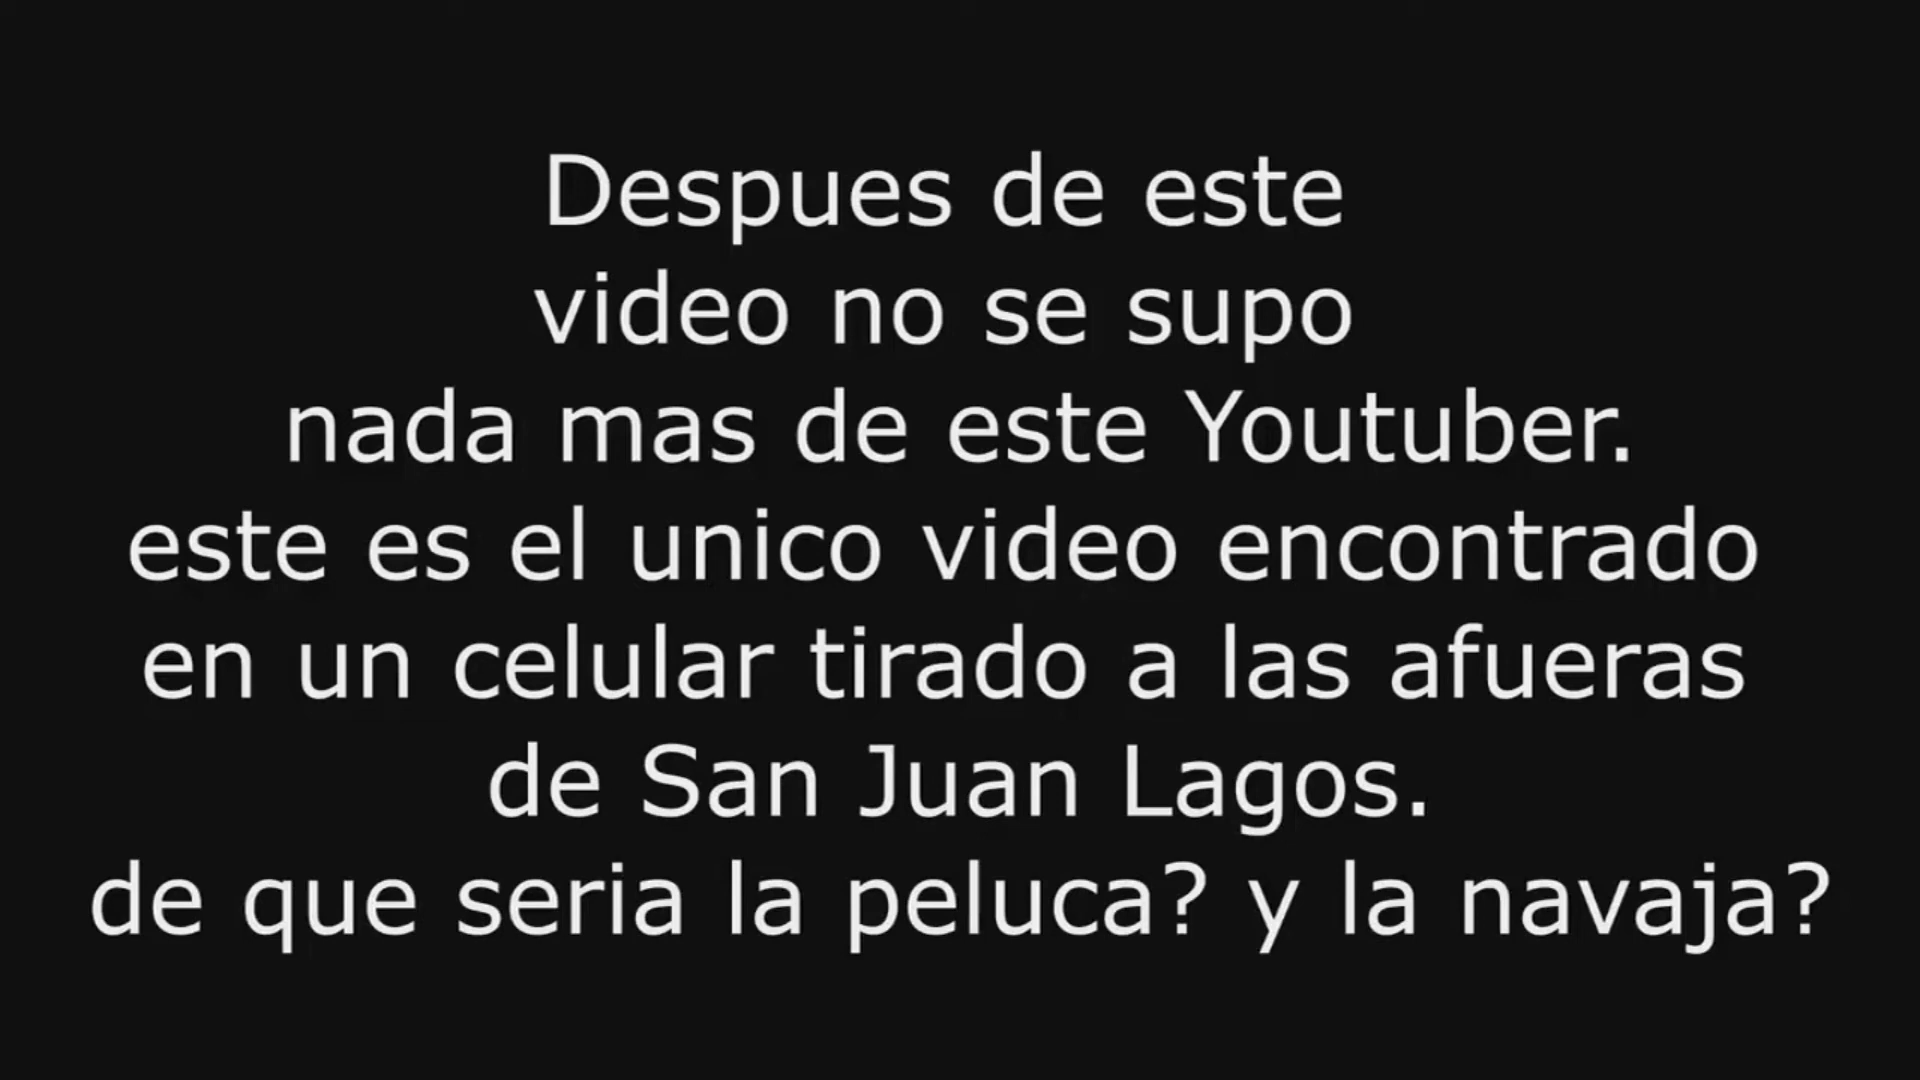 Despues de este
video no se supo
nada mas de este Youtuber.
este es el unico video encontrado
en un celular tirado a las afueras
de San Juan Lagos.
de que seria la peluca? y la navaja?